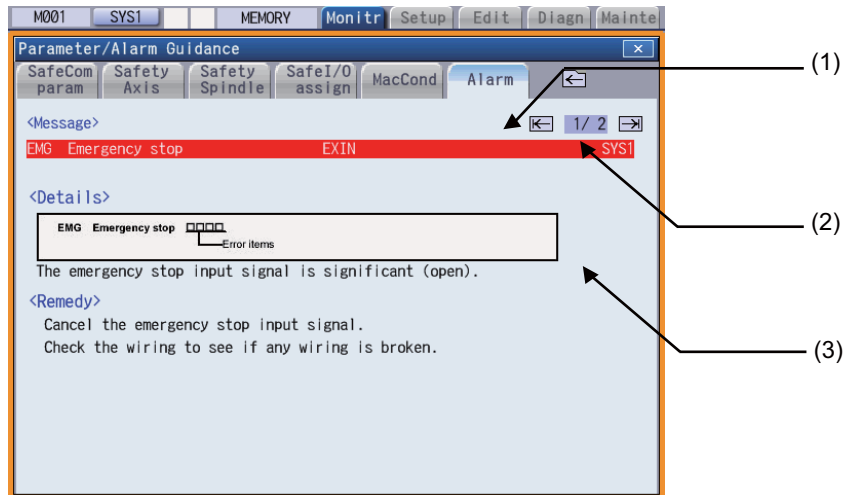 M001 SYS1 MEMORY Monitr Setup Edit Diagn Mainte
Parameter/Alarm Guidance
SafeCom param Safety Axis Safety Spindle SafeI/O assign MacCond Alarm
(1)
<Message> 1/ 2
EMG Emergency stop EXIN SYS1
(2)
<Details>
EMG Emergency stop □□□□
Error items
The emergency stop input signal is significant (open).
<Remedy>
Cancel the emergency stop input signal.
Check the wiring to see if any wiring is broken.
(3)